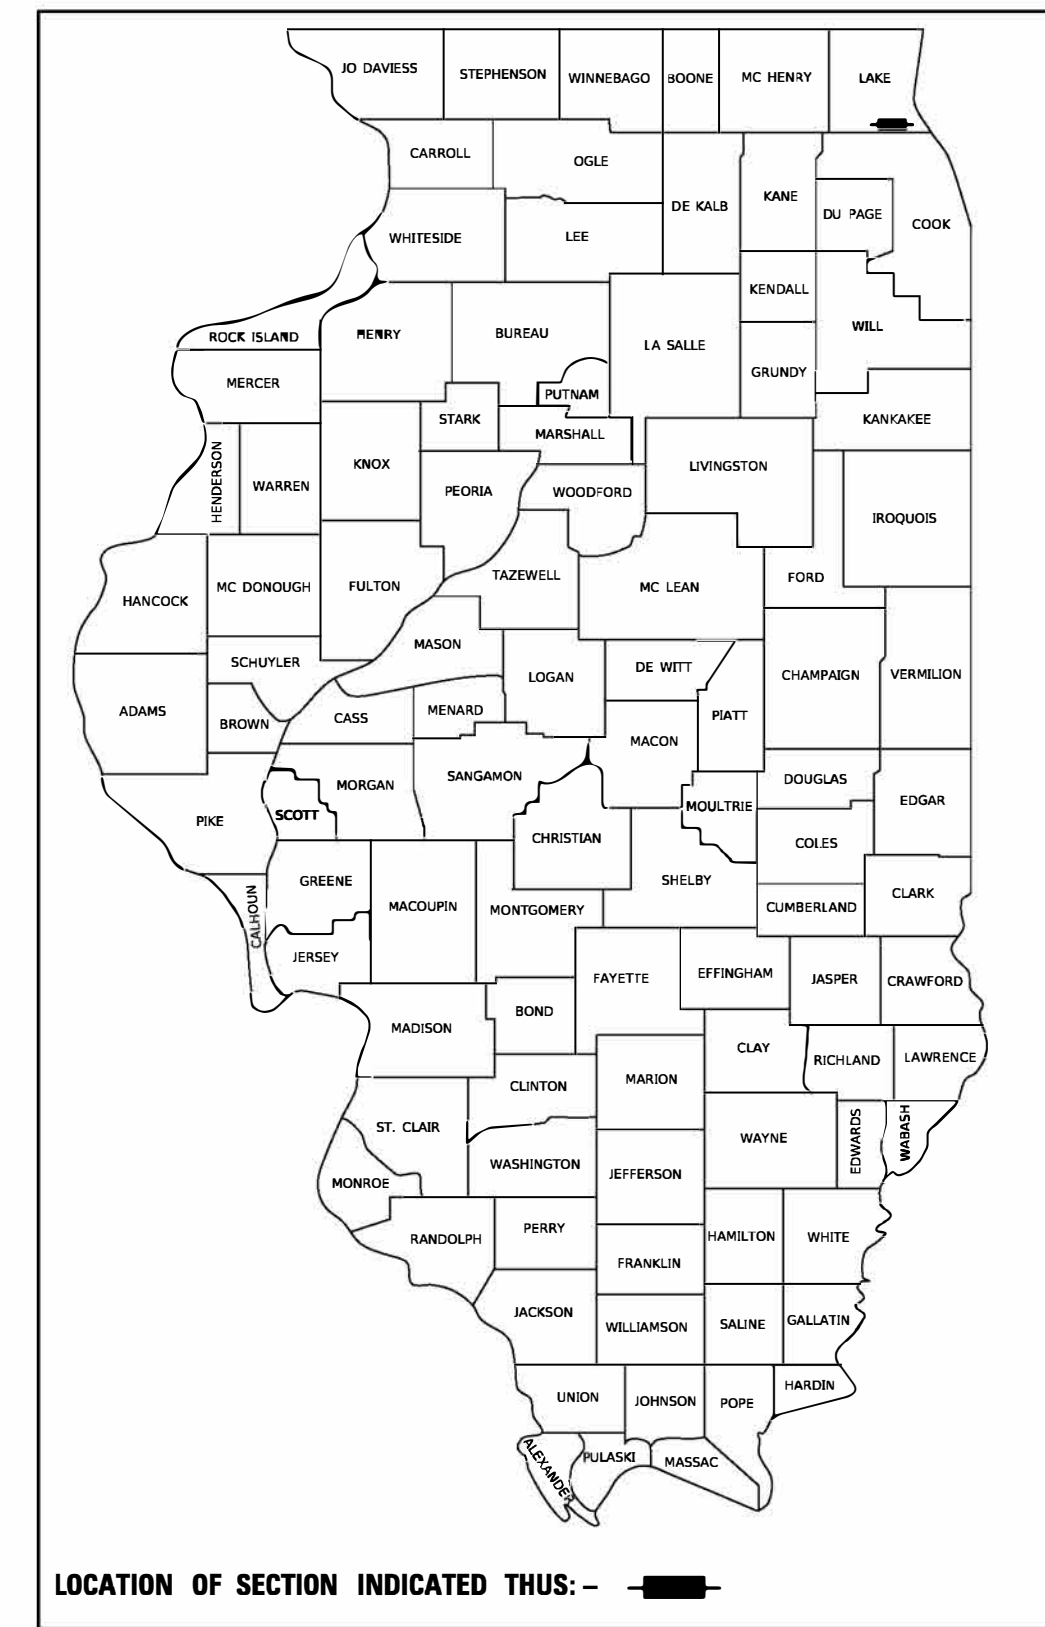 JO DAVIESS
STEPHENSON
WINNEBAGO
BOONE
MC HENRY
LAKE
CARROLL
OGLE
DE KALB
KANE
DU PAGE
COOK
WHITESIDE
LEE
KENDALL
ROCK ISLAND
HENRY
BUREAU
LA SALLE
WILL
GRUNDY
MERCER
PUTNAM
STARK
MARSHALL
KANKAKEE
HENDERSON
WARREN
KNOX
PEORIA
WOODFORD
LIVINGSTON
IROQUOIS
HANCOCK
MC DONOUGH
FULTON
TAZEWELL
MC LEAN
FORD
MASON
SCHUYLER
LOGAN
DE WITT
CHAMPAIGN
VERMILION
ADAMS
BROWN
CASS
MENARD
PIATT
MACON
MORGAN
SANGAMON
DOUGLAS
EDGAR
PIKE
SCOTT
MOULTRIE
CHRISTIAN
COLES
GREENE
SHELBY
CALHOUN
MACOUPIN
MONTGOMERY
CUMBERLAND
CLARK
JERSEY
FAYETTE
EFFINGHAM
JASPER
CRAWFORD
MADISON
BOND
CLAY
RICHLAND
LAWRENCE
CLINTON
MARION
ST. CLAIR
WAYNE
EDWARDS
WABASH
WASHINGTON
JEFFERSON
MONROE
RANDOLPH
PERRY
HAMILTON
WHITE
FRANKLIN
JACKSON
WILLIAMSON
SALINE
GALLATIN
UNION
JOHNSON
POPE
HARDIN
ALEXANDER
PULASKI
MASSAC
LOCATION OF SECTION INDICATED THUS: –